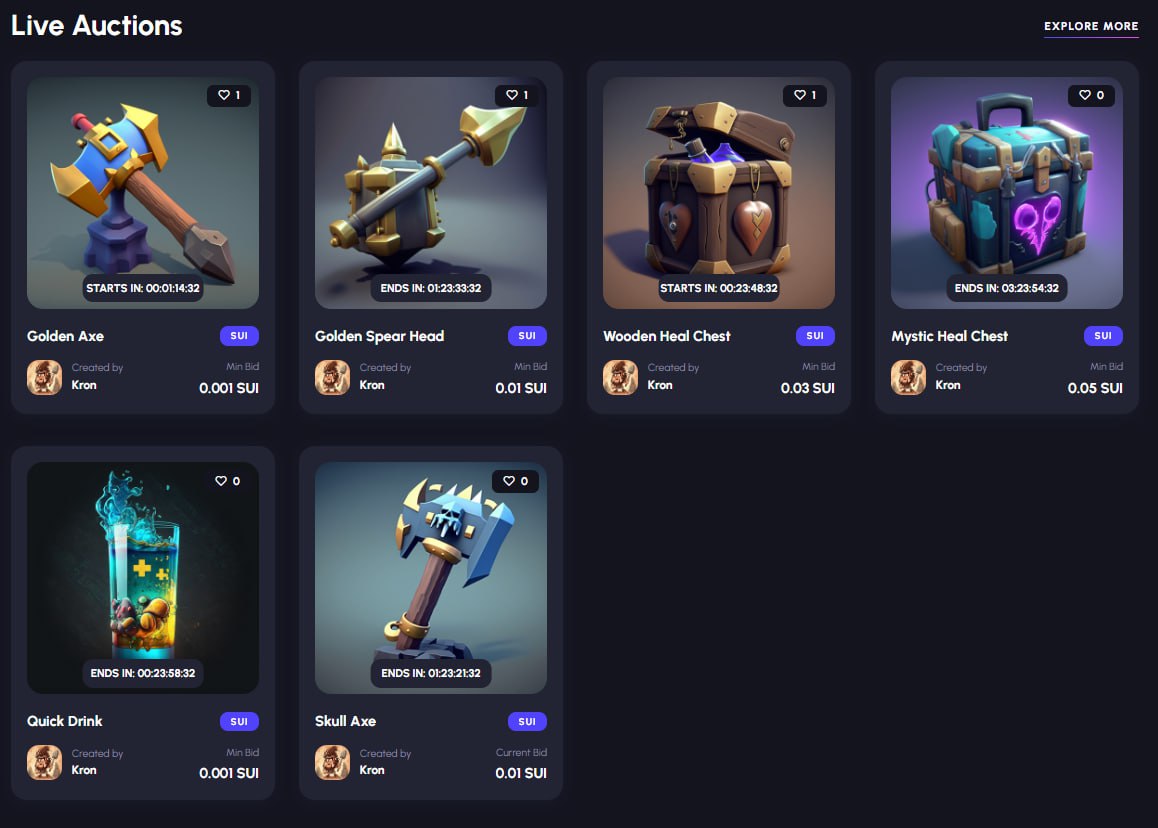 Live Auctions
EXPLORE MORE
1
STARTS IN: 00:01:14:32
Golden Axe
SUI
Created by
Kron
Min Bid
0.001 SUI
1
ENDS IN: 01:23:33:32
Golden Spear Head
SUI
Created by
Kron
Min Bid
0.01 SUI
1
STARTS IN: 00:23:48:32
Wooden Heal Chest
SUI
Created by
Kron
Min Bid
0.03 SUI
0
ENDS IN: 03:23:54:32
Mystic Heal Chest
SUI
Created by
Kron
Min Bid
0.05 SUI
0
ENDS IN: 00:23:58:32
Quick Drink
SUI
Created by
Kron
Min Bid
0.001 SUI
0
ENDS IN: 01:23:21:32
Skull Axe
SUI
Created by
Kron
Current Bid
0.01 SUI